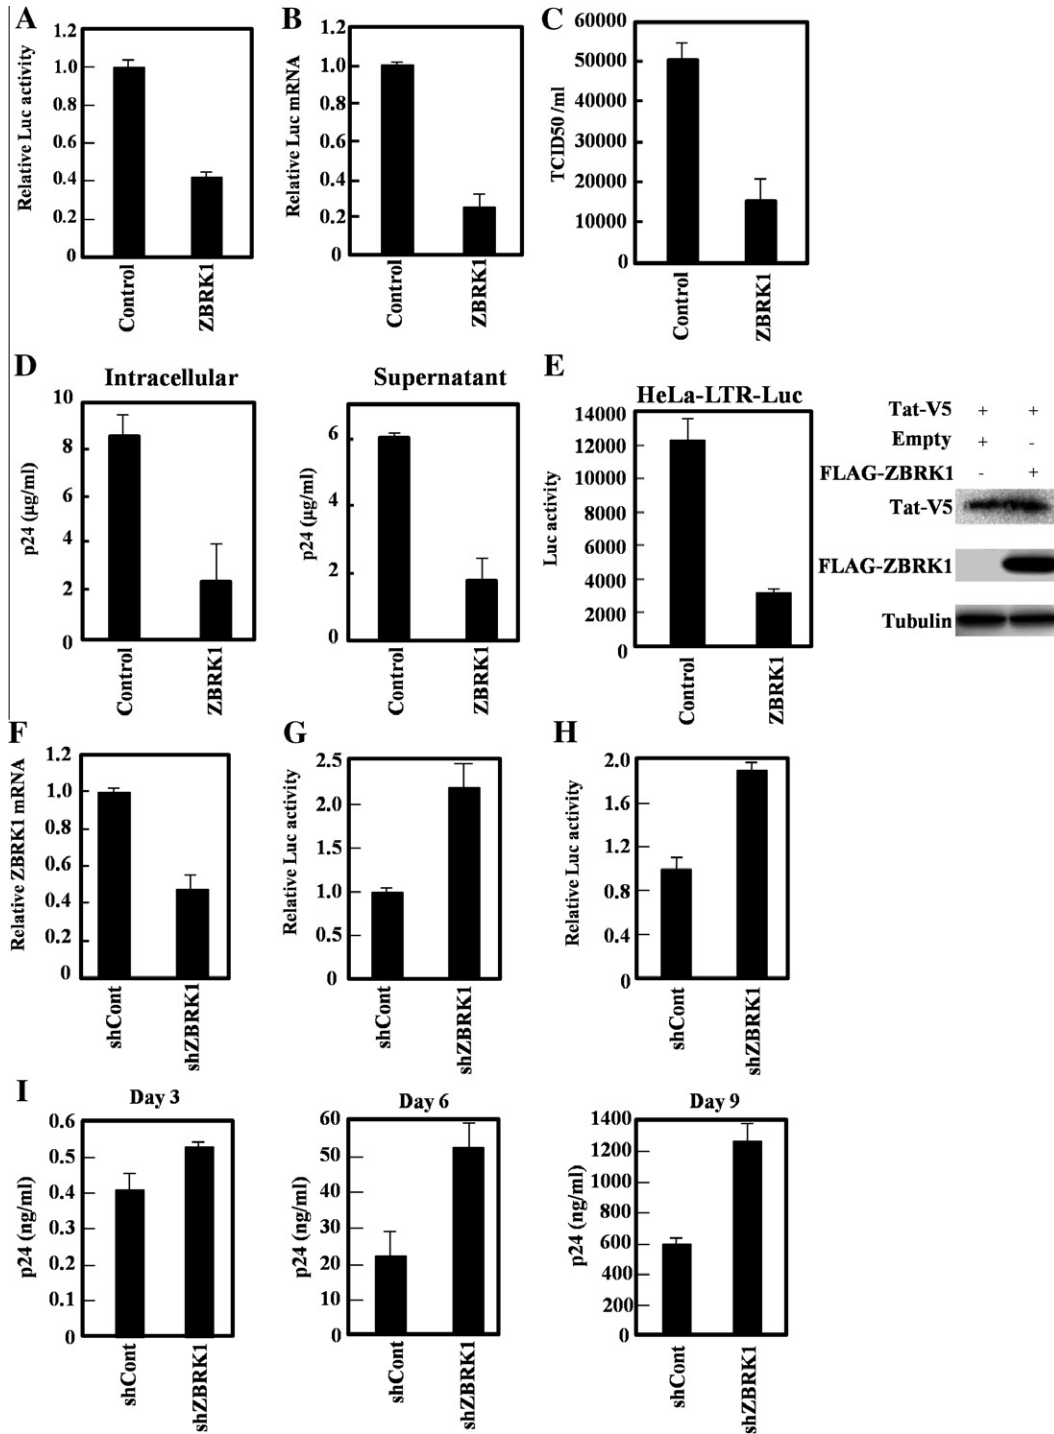 A
Relative Luc activity
1.2
1.0
0.8
0.6
0.4
0.2
0
Control
ZBRK1
B
Relative Luc mRNA
1.2
1.0
0.8
0.6
0.4
0.2
0
Control
ZBRK1
C
TCID50 /ml
60000
50000
40000
30000
20000
10000
0
Control
ZBRK1
D
Intracellular
p24 (μg/ml)
10
8
6
4
2
0
Control
ZBRK1
Supernatant
p24 (μg/ml)
6
4
2
0
Control
ZBRK1
E
HeLa-LTR-Luc
Luc activity
14000
12000
10000
8000
6000
4000
2000
0
Control
ZBRK1
Tat-V5 + +
Empty + -
FLAG-ZBRK1 - +
Tat-V5
FLAG-ZBRK1
Tubulin
F
Relative ZBRK1 mRNA
1.2
1.0
0.8
0.6
0.4
0.2
0
shCont
shZBRK1
G
Relative Luc activity
2.5
2.0
1.5
1.0
0.5
0
shCont
shZBRK1
H
Relative Luc activity
2.0
1.6
1.2
0.8
0.4
0
shCont
shZBRK1
I
Day 3
p24 (ng/ml)
0.6
0.5
0.4
0.3
0.2
0.1
0
shCont
shZBRK1
Day 6
p24 (ng/ml)
60
50
40
30
20
10
0
shCont
shZBRK1
Day 9
p24 (ng/ml)
1400
1200
1000
800
600
400
200
0
shCont
shZBRK1